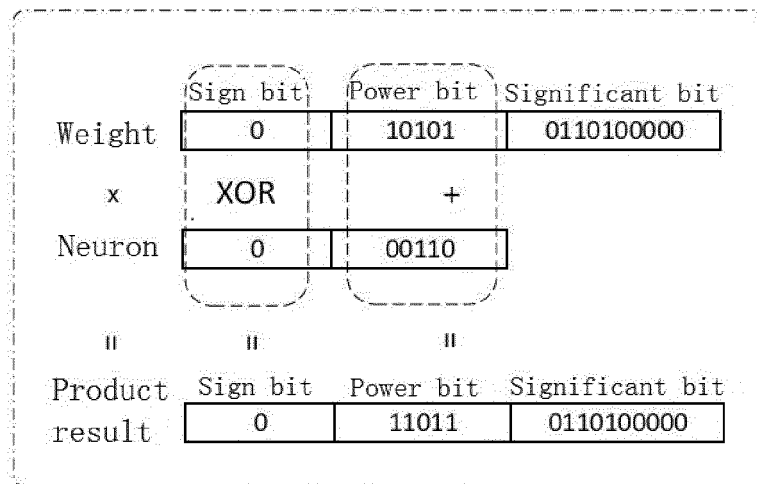 Sign bit Power bit Significant bit
Weight 0 10101 0110100000
x XOR +
Neuron 0 00110
= = =
Product Sign bit Power bit Significant bit
result 0 11011 0110100000